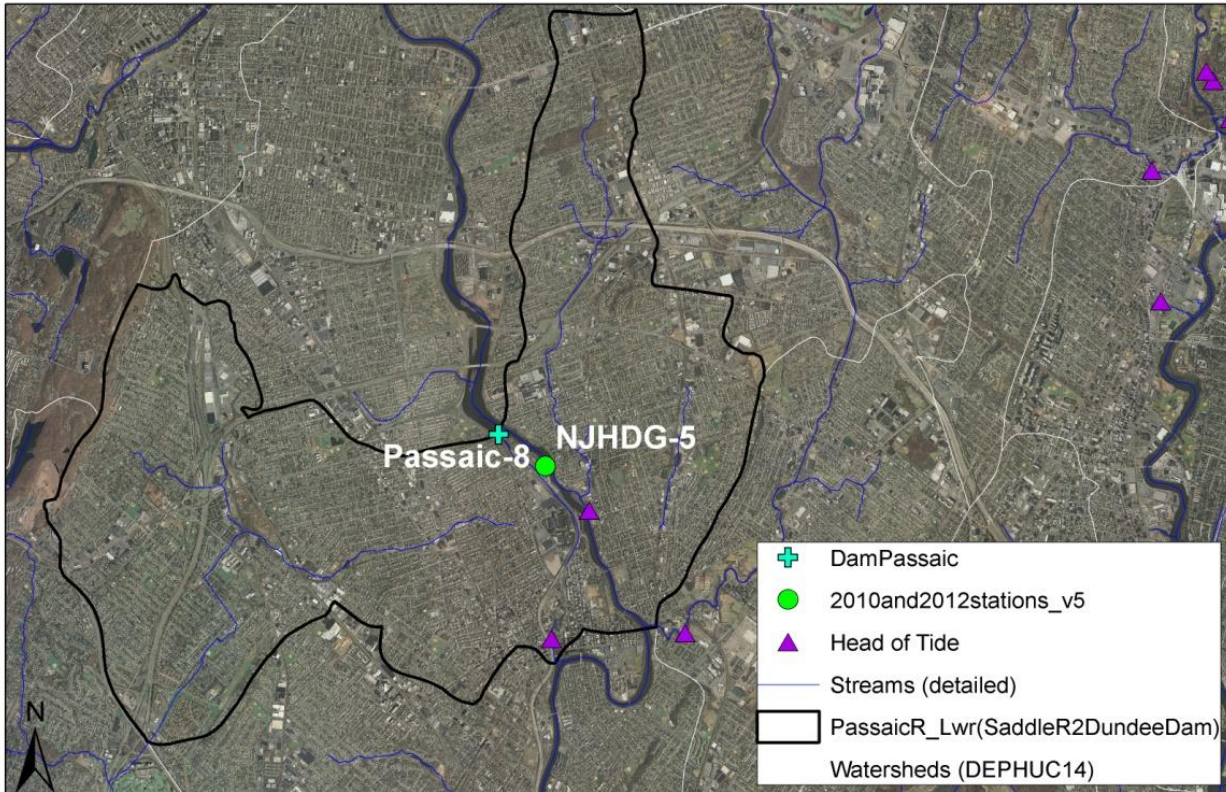 NJHDG-5
Passaic-8
DamPassaic
2010and2012stations_v5
Head of Tide
Streams (detailed)
PassaicR_Lwr(SaddleR2DundeeDam)
Watersheds (DEPHUC14)
N